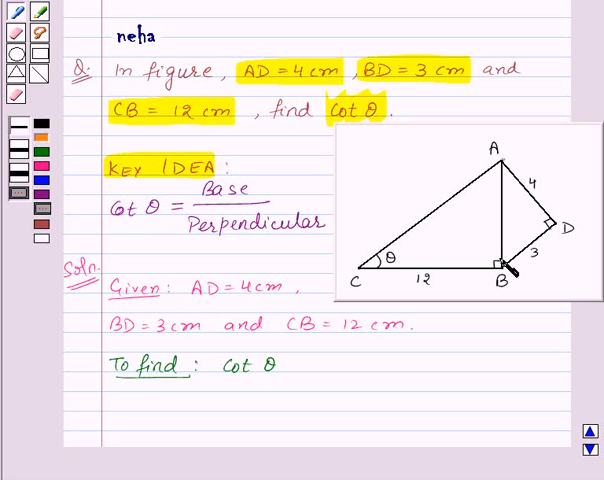 neha
Q. In figure, AD = 4 cm, BD = 3 cm and
CB = 12 cm, find Cot θ.
KEY IDEA:
Cot θ = Base
Perpendicular
A
4
D
3
θ
C
12
B
Soln.
Given: AD = 4 cm,
BD = 3 cm and CB = 12 cm.
To find: Cot θ